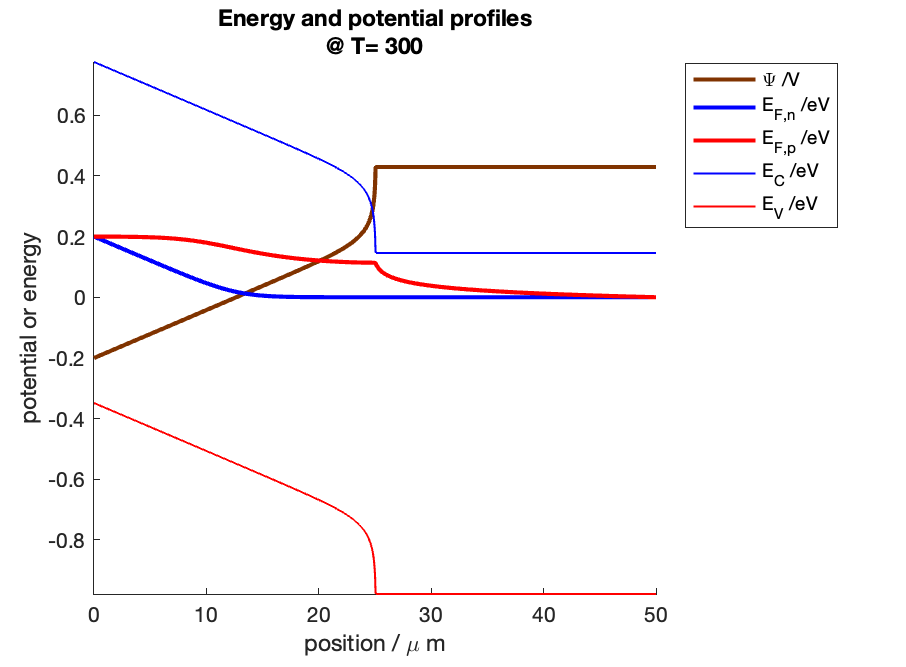 Energy and potential profiles
@ T= 300
Ψ /V
E_F,n /eV
E_F,p /eV
E_C /eV
E_V /eV
potential or energy
0.6
0.4
0.2
0
-0.2
-0.4
-0.6
-0.8
0 10 20 30 40 50
position / μ m